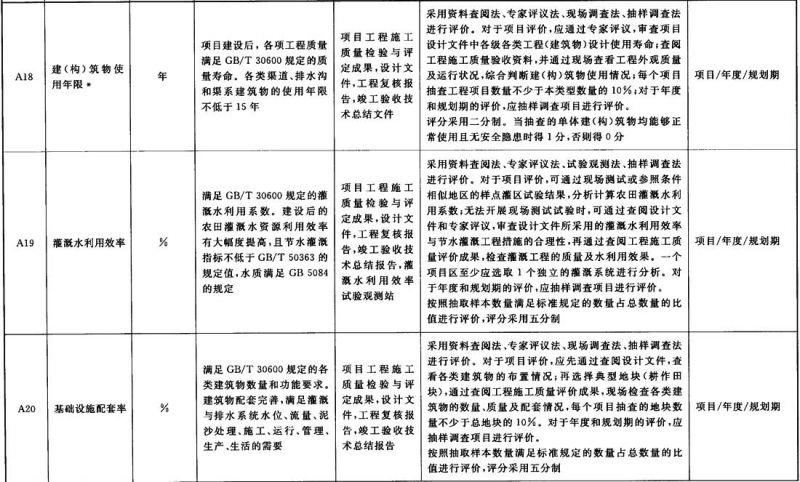 A18
建(构)筑物使
用年限*
年
项目建设后,各项工程质量
满足 GB/T 30600 规定的质
量寿命。各类渠道、排水沟
和渠系建筑物的使用年限
不低于 15 年
项目工程施工
质量检验与评
定成果,设计文
件,工程复核报
告,竣工验收技
术总结文件
采用资料查阅法、专家评议法、现场调查法、抽样调查法
进行评价。对于项目评价,应通过专家评议,审查项目
设计文件中各级各类工程(建筑物)设计使用寿命;查阅
工程施工质量验收资料,并通过现场查看工程外观质量
及运行状况,综合判断建(构)筑物使用情况;每个项目
抽查工程项目数量不少于本类型数量的 10%;对于年度
和规划期的评价,应抽样调查项目进行评价。
评分采用二分制。当抽查的单体建(构)筑物均能够正
常使用且无安全隐患时得 1 分,否则得 0 分
项目/年度/规划期
A19
灌溉水利用效率
%
满足 GB/T 30600 规定的灌
溉水利用系数。建设后的
农田灌溉水资源利用效率
有大幅度提高,且节水灌溉
指标不低于 GB/T 50363 的
规定值,水质满足 GB 5084
的规定
项目工程施工
质量检验与评
定成果,设计文
件,工程复核报
告,竣工验收技
术总结报告,灌
溉水利用效率
试验观测站
采用资料查阅法、专家评议法、试验观测法、抽样调查法
进行评价。对于项目评价,可通过现场测试或参照条件
相似地区的样点灌区试验结果,分析计算农田灌溉水利
用系数;无法开展现场测试试验时,可通过查阅设计文
件和专家评议,审查设计文件所采用的灌溉水利用效率
与节水灌溉工程措施的合理性,再通过查阅工程施工质
量评价成果,检查灌溉工程的质量及水利用效果。一个
项目区至少应选取 1 个独立的灌溉系统进行分析。对
于年度和规划期的评价,应抽样调查项目进行评价。
按照抽取样本数量满足标准规定的数量占总数量的比
值进行评价,评分采用五分制
项目/年度/规划期
A20
基础设施配套率
%
满足 GB/T 30600 规定的各
类建筑物数量和功能要求。
建筑物配套完善,满足灌溉
与排水系统水位、流量、泥
沙处理、施工、运行、管理、
生产、生活的需要
项目工程施工
质量检验与评
定成果,设计文
件,工程复核报
告,竣工验收技
术总结报告
采用资料查阅法、专家评议法、现场调查法、抽样调查法
进行评价。对于项目评价,应先通过查阅设计文件,查
看各类建筑物的布置情况;再选择典型地块(耕作田
块),通过查阅工程施工质量评价成果,现场检查各类建
筑物的数量、质量及配套情况,每个项目抽查的地块数
量不少于总地块的 10%。对于年度和规划期的评价,应
抽样调查项目进行评价。
按照抽取样本数量满足标准规定的数量占总数量的比
值进行评价,评分采用五分制
项目/年度/规划期